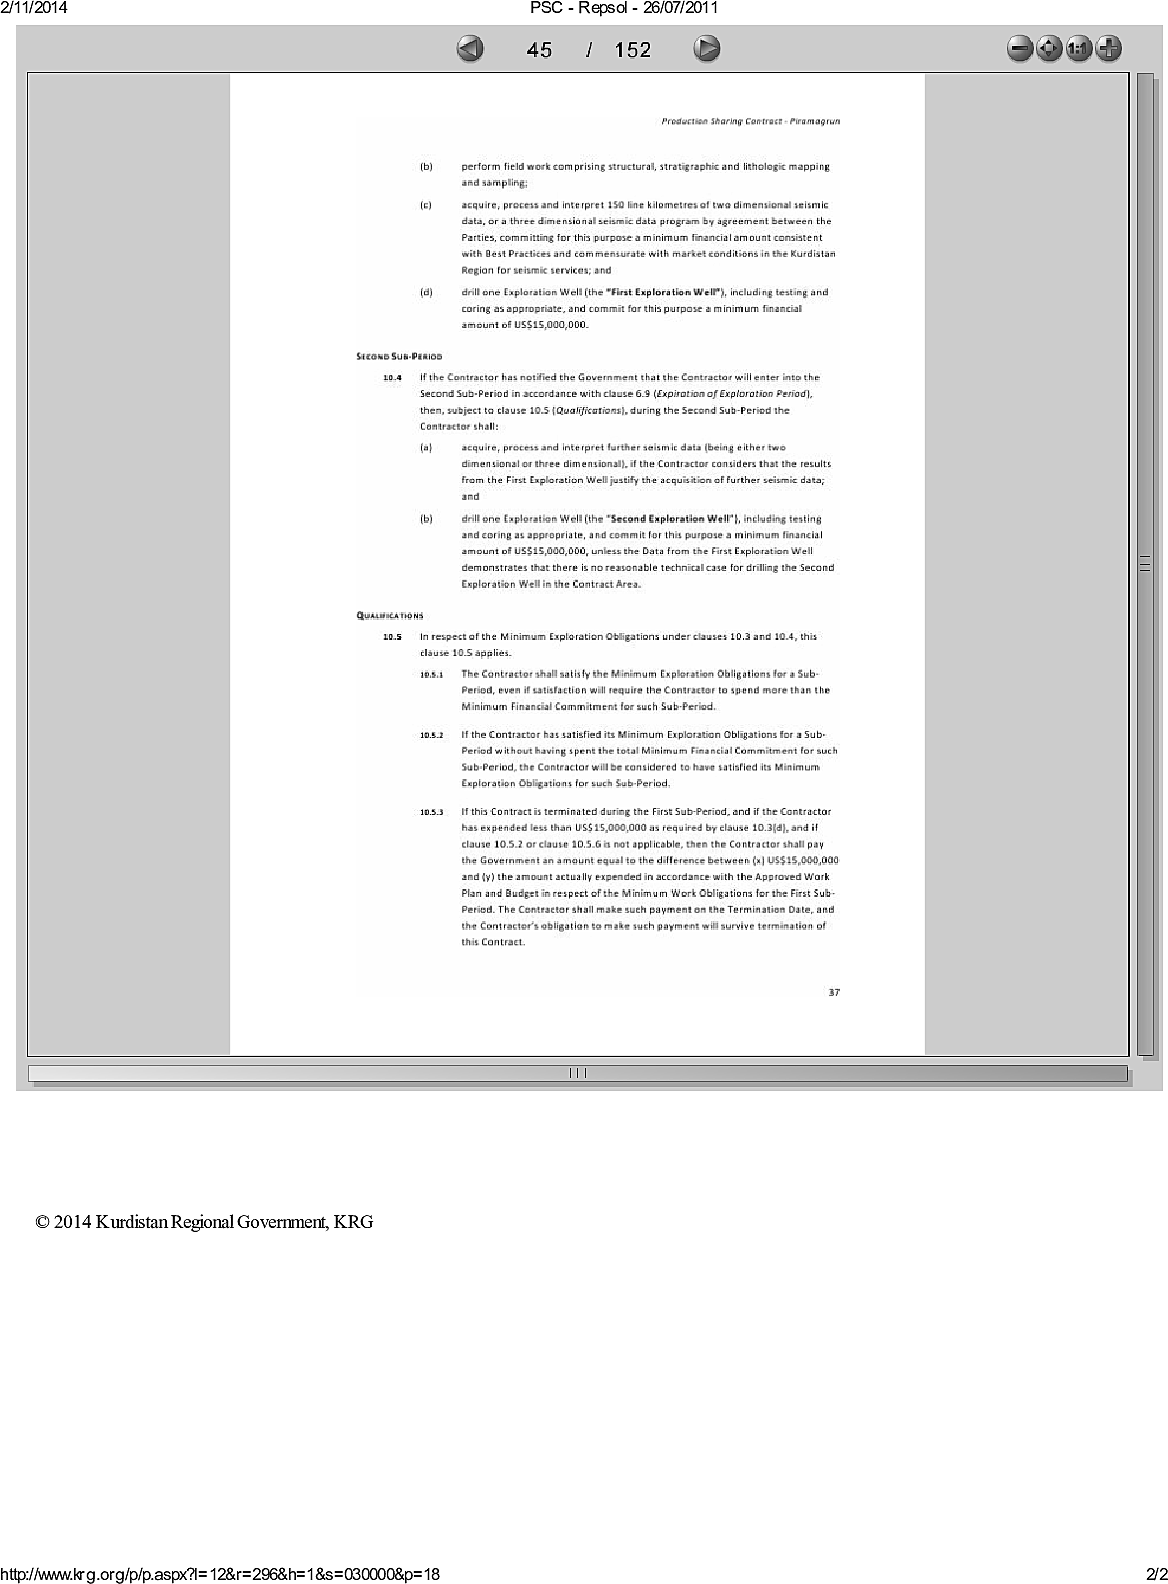 2/11/2014 PSC - Repsol - 26/07/2011
45 / 152
1:1
Production Sharing Contract - Piramagrun
(b) perform field work comprising structural, stratigraphic and lithologic mapping
and sampling;
(c) acquire, process and interpret 150 line kilometres of two dimensional seismic
data, or a three dimensional seismic data program by agreement between the
Parties, committing for this purpose a minimum financial amount consistent
with Best Practices and commensurate with market conditions in the Kurdistan
Region for seismic services; and
(d) drill one Exploration Well (the "First Exploration Well"), including testing and
coring as appropriate, and commit for this purpose a minimum financial
amount of US$15,000,000.
SECOND SUB-PERIOD
10.4 If the Contractor has notified the Government that the Contractor will enter into the
Second Sub-Period in accordance with clause 6.9 (Expiration of Exploration Period),
then, subject to clause 10.5 (Qualifications), during the Second Sub-Period the
Contractor shall:
(a) acquire, process and interpret further seismic data (being either two
dimensional or three dimensional), if the Contractor considers that the results
from the First Exploration Well justify the acquisition of further seismic data;
and
(b) drill one Exploration Well (the "Second Exploration Well"), including testing
and coring as appropriate, and commit for this purpose a minimum financial
amount of US$15,000,000, unless the Data from the First Exploration Well
demonstrates that there is no reasonable technical case for drilling the Second
Exploration Well in the Contract Area.
QUALIFICATIONS
10.5 In respect of the Minimum Exploration Obligations under clauses 10.3 and 10.4, this
clause 10.5 applies.
10.5.1 The Contractor shall satisfy the Minimum Exploration Obligations for a Sub-
Period, even if satisfaction will require the Contractor to spend more than the
Minimum Financial Commitment for such Sub-Period.
10.5.2 If the Contractor has satisfied its Minimum Exploration Obligations for a Sub-
Period without having spent the total Minimum Financial Commitment for such
Sub-Period, the Contractor will be considered to have satisfied its Minimum
Exploration Obligations for such Sub-Period.
10.5.3 If this Contract is terminated during the First Sub-Period, and if the Contractor
has expended less than US$15,000,000 as required by clause 10.3(d), and if
clause 10.5.2 or clause 10.5.6 is not applicable, then the Contractor shall pay
the Government an amount equal to the difference between (x) US$15,000,000
and (y) the amount actually expended in accordance with the Approved Work
Plan and Budget in respect of the Minimum Work Obligations for the First Sub-
Period. The Contractor shall make such payment on the Termination Date, and
the Contractor's obligation to make such payment will survive termination of
this Contract.
37
© 2014 Kurdistan Regional Government, KRG
http://www.krg.org/p/p.aspx?l=12&r=296&h=1&s=030000&p=18 2/2